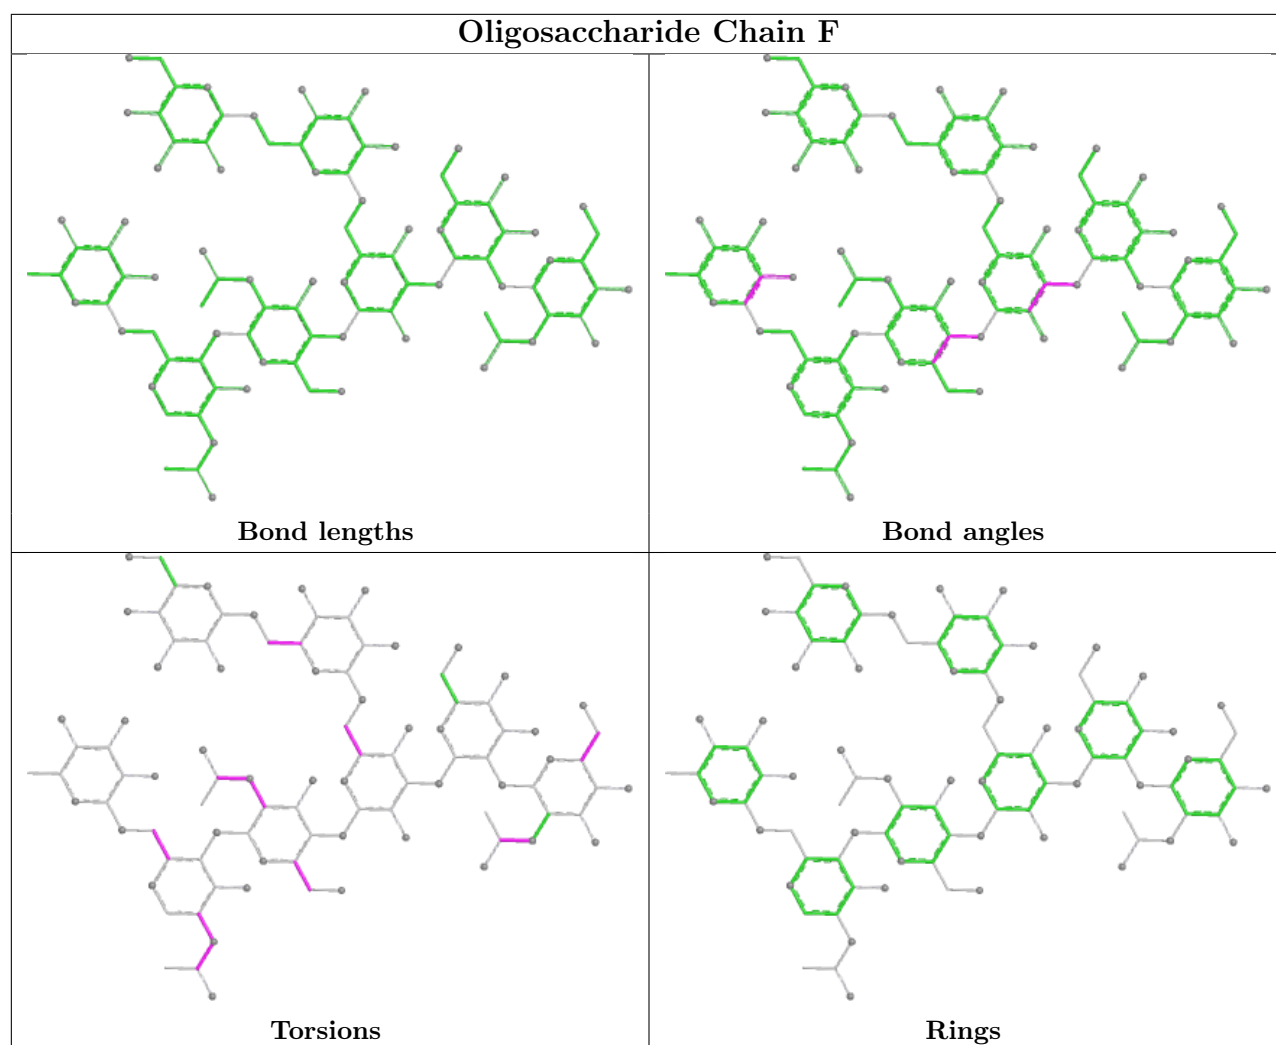 Oligosaccharide Chain F
Bond lengths
Bond angles
Torsions
Rings